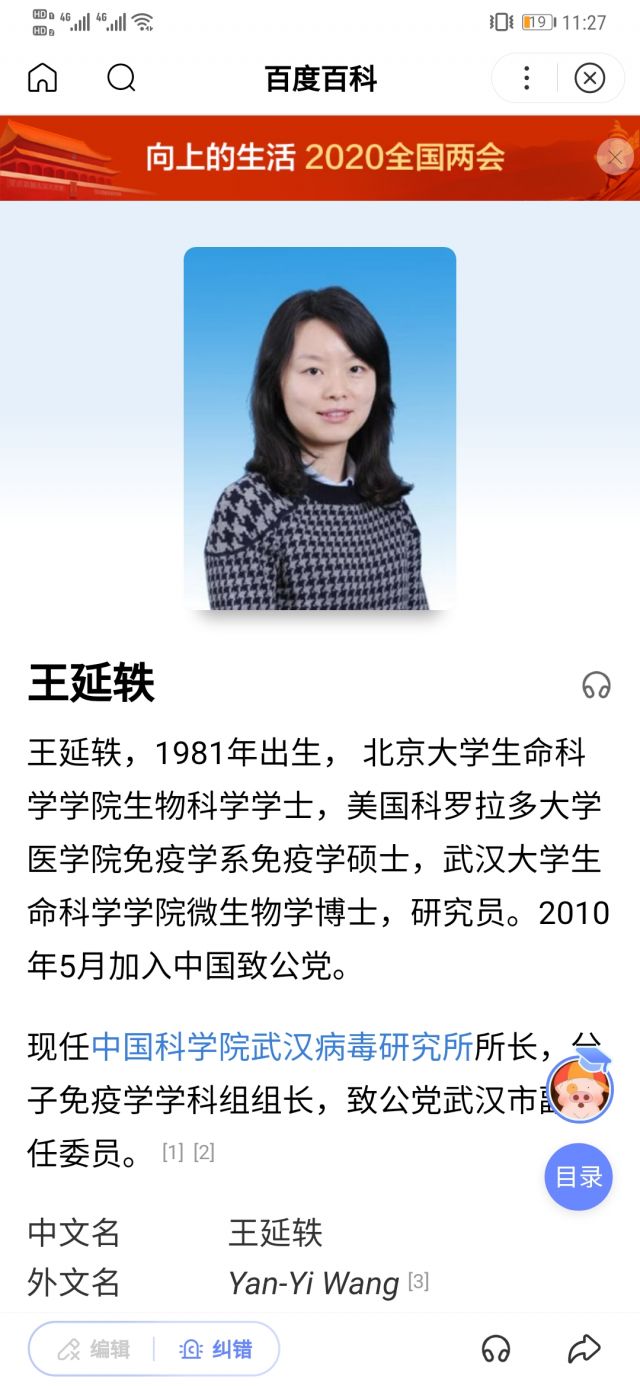 HD 1 4G 4G HD 2 19 11:27
百度百科
向上的生活 2020全国两会
王延轶
王延轶，1981年出生， 北京大学生命科
学学院生物科学学士，美国科罗拉多大学
医学院免疫学系免疫学硕士，武汉大学生
命科学学院微生物学博士，研究员。2010
年5月加入中国致公党。
现任中国科学院武汉病毒研究所所长，
子免疫学学科组组长，致公党武汉市
任委员。 [1] [2]
目录
中文名 王延轶
外文名 Yan-Yi Wang [3]
编辑 纠错